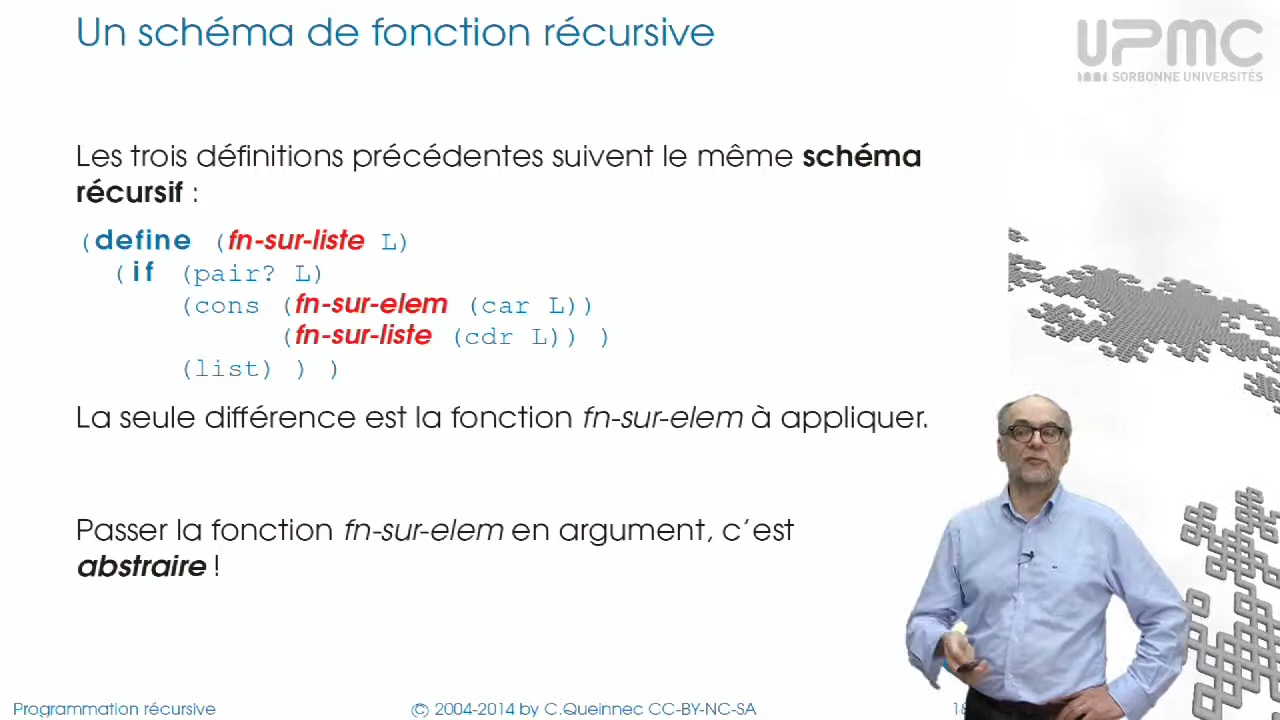 Un schéma de fonction récursive
UPMC
SORBONNE UNIVERSITÉS
Les trois définitions précédentes suivent le même schéma
récursif :
(define (fn-sur-liste L)
(if (pair? L)
(cons (fn-sur-elem (car L))
(fn-sur-liste (cdr L)) )
(list) ) )
La seule différence est la fonction fn-sur-elem à appliquer.
Passer la fonction fn-sur-elem en argument, c'est
abstraire !
Programmation récursive
© 2004-2014 by C.Queinnec CC-BY-NC-SA